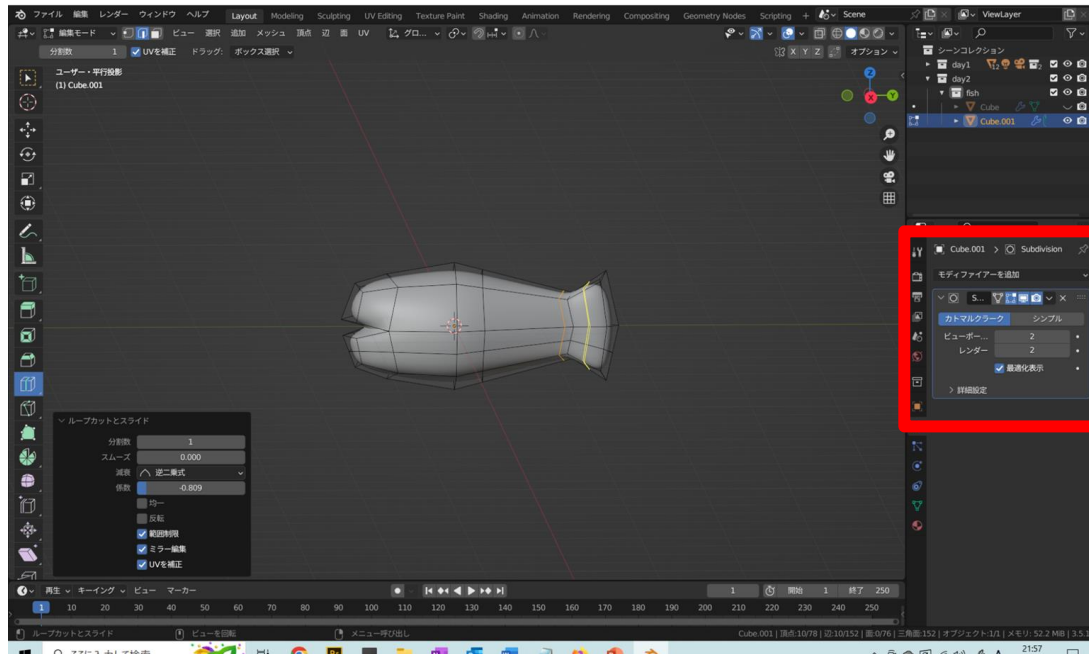 ファイル 編集 レンダー ウィンドウ ヘルプ Layout Modeling Sculpting UV Editing Texture Paint Shading Animation Rendering Compositing Geometry Nodes Scripting + Scene ViewLayer
編集モード ビュー 選択 追加 メッシュ 頂点 辺 面 UV グロ...
分割数 1 UVを補正 ドラッグ: ボックス選択 X Y Z オプション
ユーザー・平行投影
(1) Cube.001
Z
X
Y
シーンコレクション
day1
day2
fish
Cube
Cube.001
Cube.001 > Subdivision
モディファイアーを追加
S...
カトマルクラーク シンプル
ビューポー... 2
レンダー 2
最適化表示
> 詳細設定
ループカットとスライド
分割数 1
スムーズ 0.000
減衰 逆二乗式
係数 -0.809
均一
反転
範囲制限
ミラー編集
UVを補正
再生 キーイング ビュー マーカー 1 開始 1 終了 250
1 10 20 30 40 50 60 70 80 90 100 110 120 130 140 150 160 170 180 190 200 210 220 230 240 250
ループカットとスライド ビューを回転 メニュー呼び出し Cube.001 | 頂点:10/78 | 辺:10/152 | 面:0/76 | 三角面:152 | オブジェクト:1/1 | メモリ: 52.2 MiB | 3.5.1
ここに入力して検索 21:57